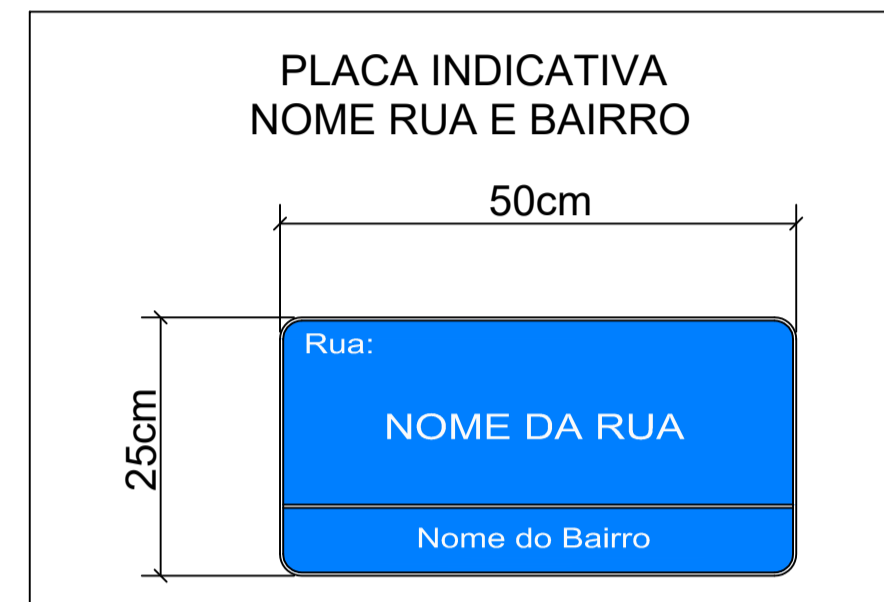 PLACA INDICATIVA
NOME RUA E BAIRRO
50cm
25cm
Rua:
NOME DA RUA
Nome do Bairro